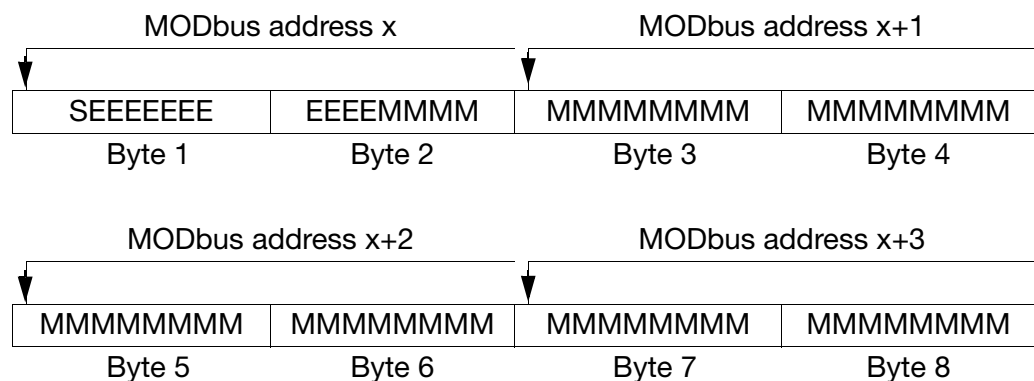 MODbus address x MODbus address x+1
SEEEEEEE EEEEMMMM MMMMMMMM MMMMMMMM
Byte 1 Byte 2 Byte 3 Byte 4
MODbus address x+2 MODbus address x+3
MMMMMMMM MMMMMMMM MMMMMMMM MMMMMMMM
Byte 5 Byte 6 Byte 7 Byte 8